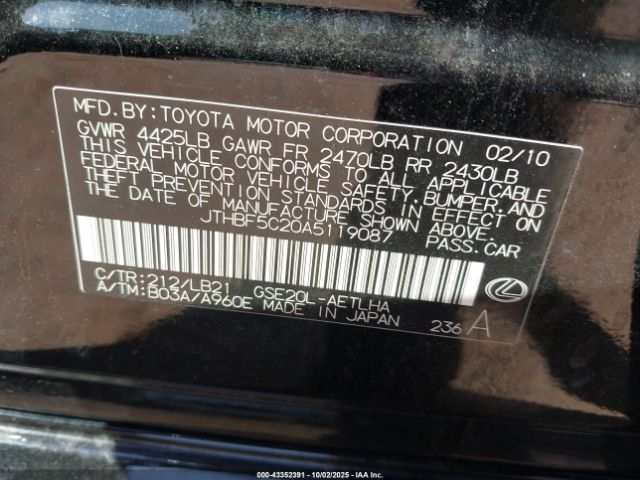 MFD.BY:TOYOTA MOTOR CORPORATION 02/10
GVWR 4425LB GAWR FR 2470LB RR 2430LB
THIS VEHICLE CONFORMS TO ALL APPLICABLE
FEDERAL MOTOR VEHICLE SAFETY,BUMPER,AND
THEFT PREVENTION STANDARDS IN EFFECT ON
THE DATE OF MANUFACTURE SHOWN ABOVE.
JTHBF5C20A5119087 PASS.CAR
C/TR:212/LB21 GSE20L-AETLHA
A/TM:B03A/A960E MADE IN JAPAN 236 A
000-43352391 - 10/02/2025 - IAAI.COM